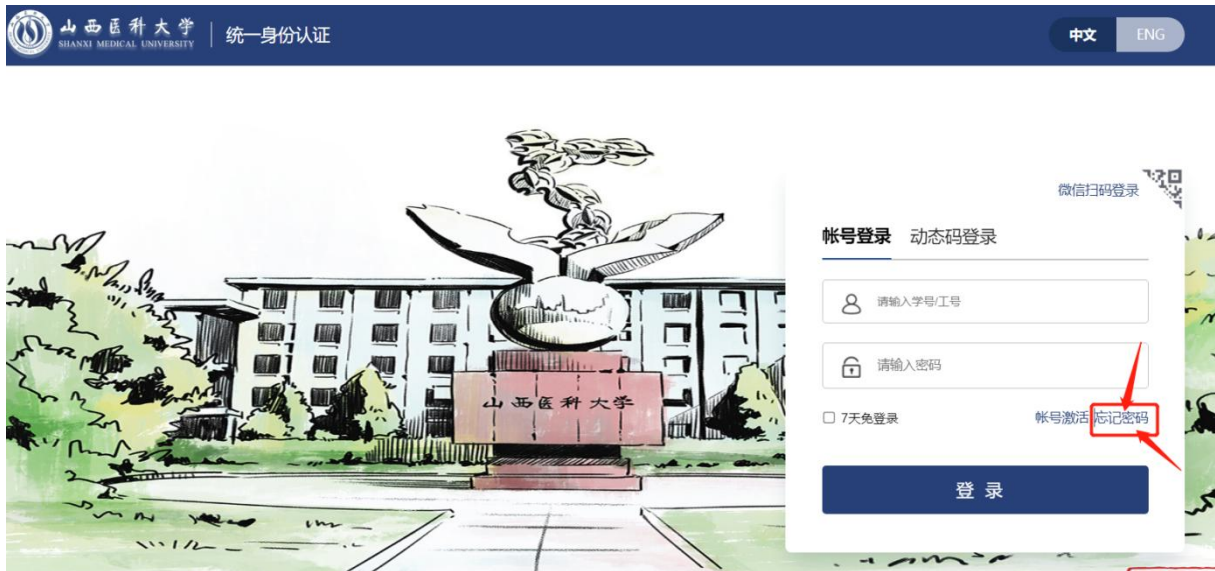 山西医科大学
SHANXI MEDICAL UNIVERSITY
统一身份认证
中文 ENG
微信扫码登录
帐号登录 动态码登录
请输入学号/工号
请输入密码
7天免登录 帐号激活 忘记密码
登 录
山西医科大学